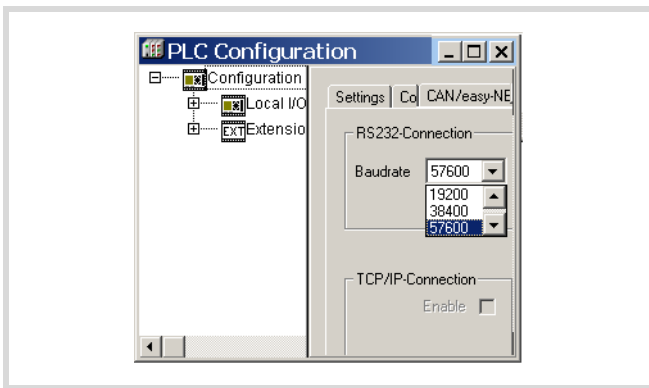 PLC Configuration
Configuration
Local I/O
EXT Extensio
Settings Co CAN/easy-NE
RS232-Connection
Baudrate 57600
19200
38400
57600
TCP/IP-Connection
Enable